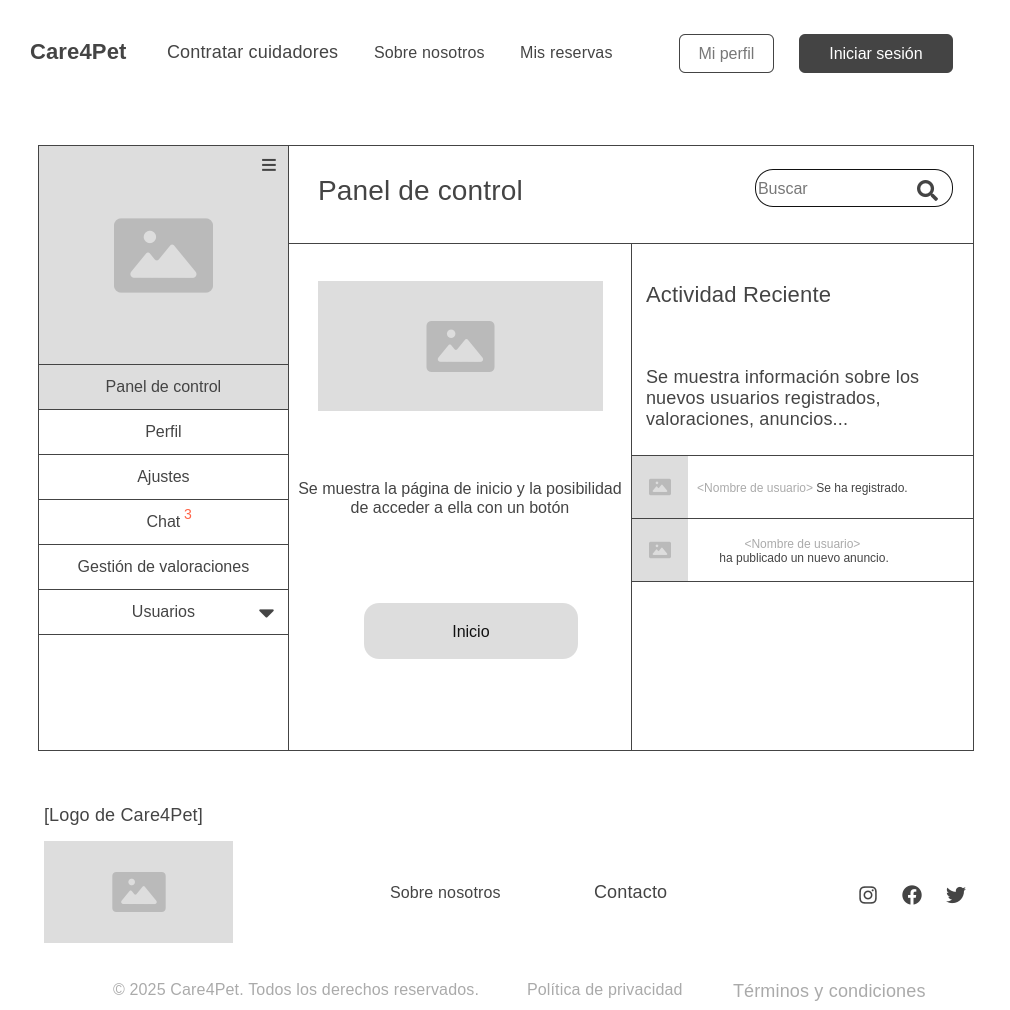 Care4Pet
Contratar cuidadores
Sobre nosotros
Mis reservas
Mi perfil
Iniciar sesión
Panel de control
Buscar
Panel de control
Perfil
Ajustes
Chat 3
Gestión de valoraciones
Usuarios
Se muestra la página de inicio y la posibilidad
de acceder a ella con un botón
Inicio
Actividad Reciente
Se muestra información sobre los
nuevos usuarios registrados,
valoraciones, anuncios...
<Nombre de usuario> Se ha registrado.
<Nombre de usuario>
ha publicado un nuevo anuncio.
[Logo de Care4Pet]
Sobre nosotros
Contacto
© 2025 Care4Pet. Todos los derechos reservados.
Política de privacidad
Términos y condiciones